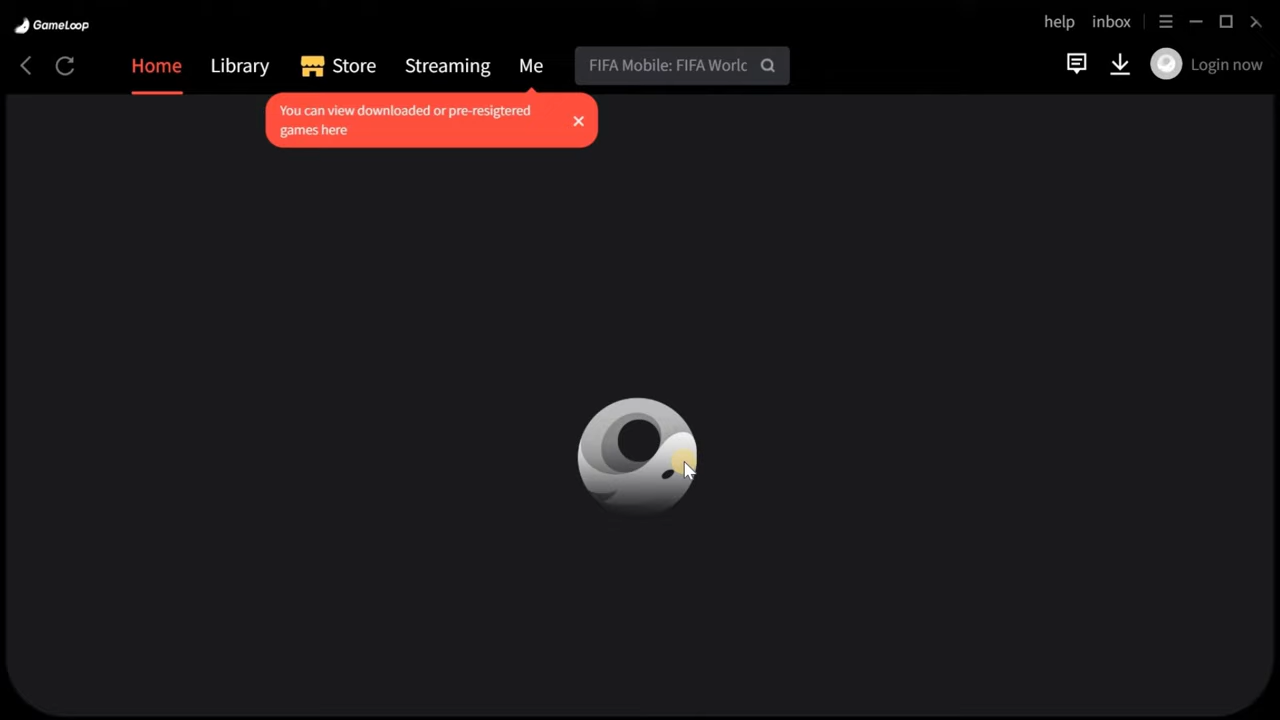 GameLoop
help inbox
Home Library Store Streaming Me FIFA Mobile: FIFA Worlc Login now
You can view downloaded or pre-resigtered
games here